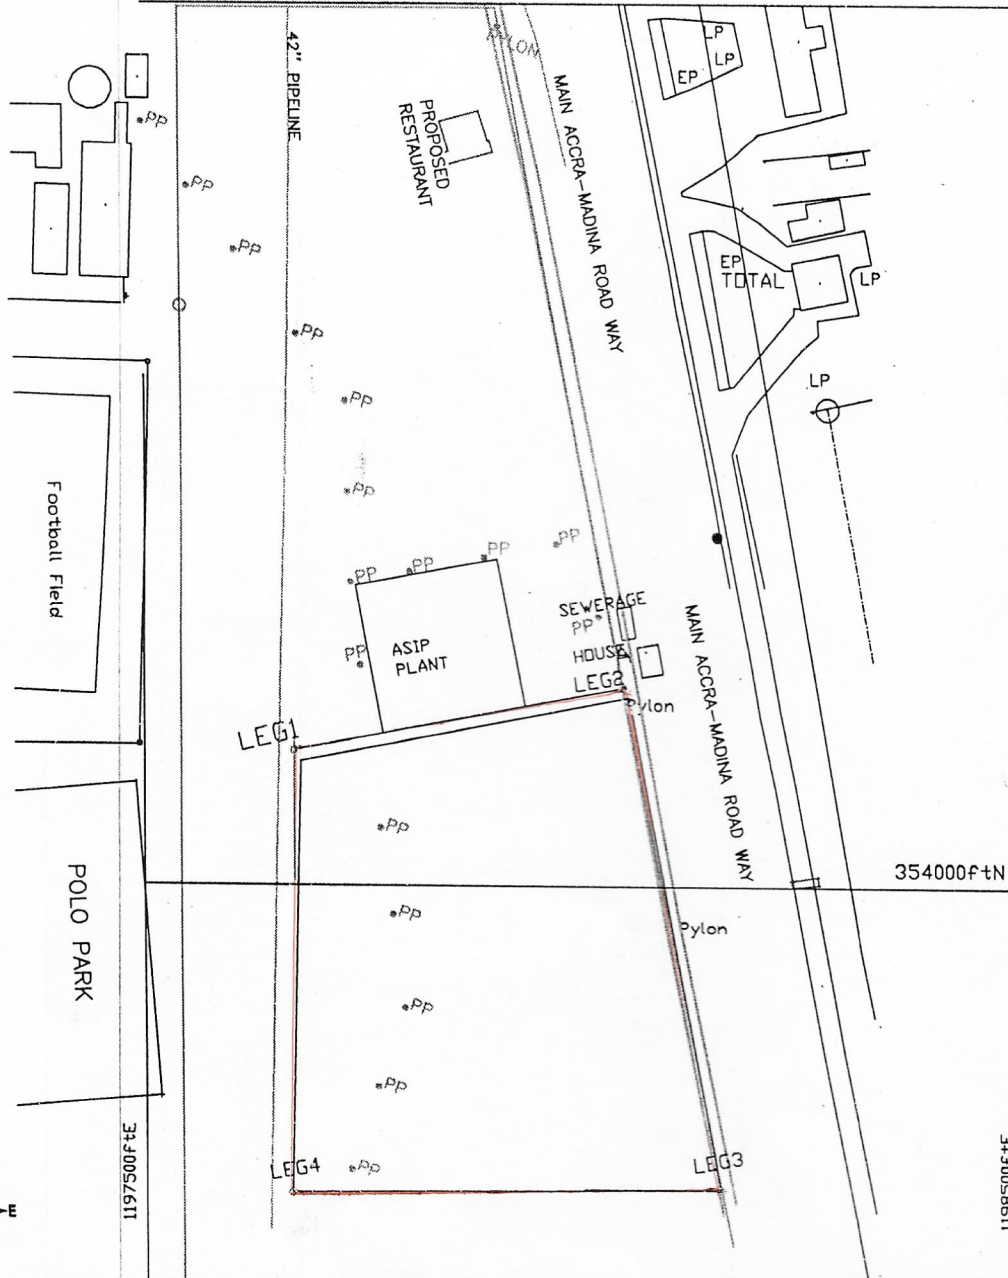 42" PIPELINE
PYLON
MAIN ACCRA-MADINA ROAD WAY
LP
LP
EP
PP
PROPOSED
RESTAURANT
PP
PP
EP
TOTAL
LP
PP
LP
PP
PP
Football Field
PP
PP
PP
PP
SEWERAGE
PP
HOUSE
PP
ASIP
PLANT
MAIN ACCRA-MADINA ROAD WAY
LEG2
Pylon
LEG1
PP
354000ftN
POLO PARK
PP
Pylon
PP
PP
1197500ftE
LEG4
PP
LEG3
E